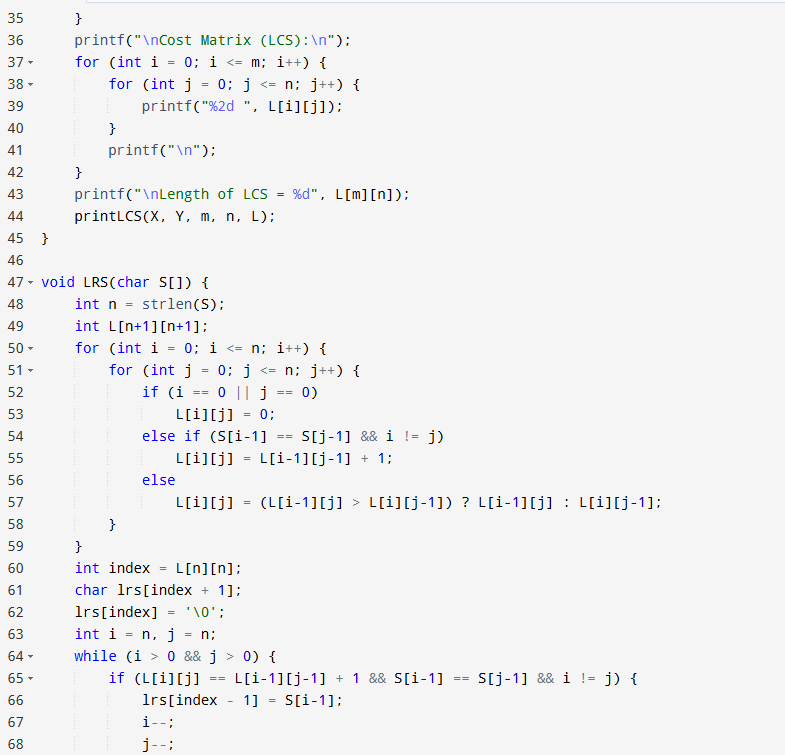 35 }
36 printf("\nCost Matrix (LCS):\n");
37 for (int i = 0; i <= m; i++) {
38 for (int j = 0; j <= n; j++) {
39 printf("%2d ", L[i][j]);
40 }
41 printf("\n");
42 }
43 printf("\nLength of LCS = %d", L[m][n]);
44 printLCS(X, Y, m, n, L);
45 }
46
47 void LRS(char S[]) {
48 int n = strlen(S);
49 int L[n+1][n+1];
50 for (int i = 0; i <= n; i++) {
51 for (int j = 0; j <= n; j++) {
52 if (i == 0 || j == 0)
53 L[i][j] = 0;
54 else if (S[i-1] == S[j-1] && i != j)
55 L[i][j] = L[i-1][j-1] + 1;
56 else
57 L[i][j] = (L[i-1][j] > L[i][j-1]) ? L[i-1][j] : L[i][j-1];
58 }
59 }
60 int index = L[n][n];
61 char lrs[index + 1];
62 lrs[index] = '\0';
63 int i = n, j = n;
64 while (i > 0 && j > 0) {
65 if (L[i][j] == L[i-1][j-1] + 1 && S[i-1] == S[j-1] && i != j) {
66 lrs[index - 1] = S[i-1];
67 i--;
68 j--;